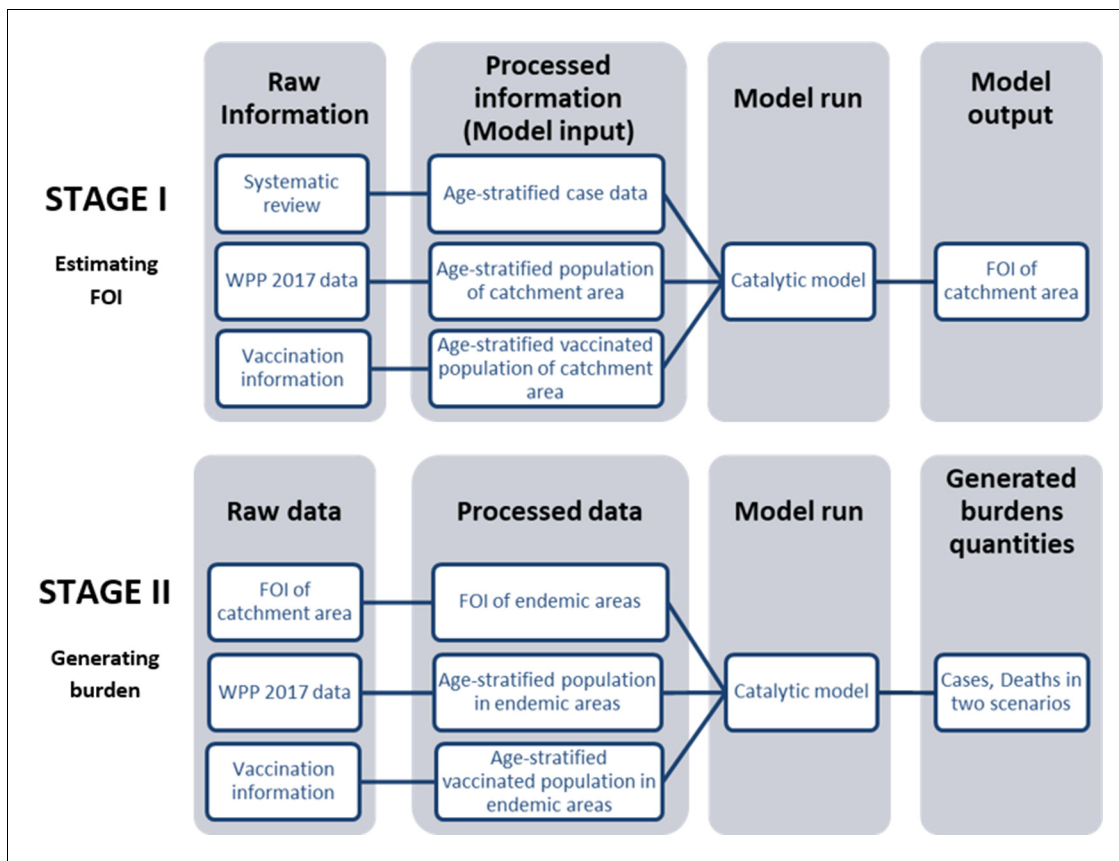 STAGE I
Estimating
FOI
Raw
Information
Systematic
review
WPP 2017 data
Vaccination
information
Processed
information
(Model input)
Age-stratified case data
Age-stratified population
of catchment area
Age-stratified vaccinated
population of catchment
area
Model run
Catalytic model
Model
output
FOI of
catchment area
STAGE II
Generating
burden
Raw data
FOI of
catchment area
WPP 2017 data
Vaccination
information
Processed data
FOI of endemic areas
Age-stratified population
in endemic areas
Age-stratified
vaccinated population in
endemic areas
Model run
Catalytic model
Generated
burdens
quantities
Cases, Deaths in
two scenarios